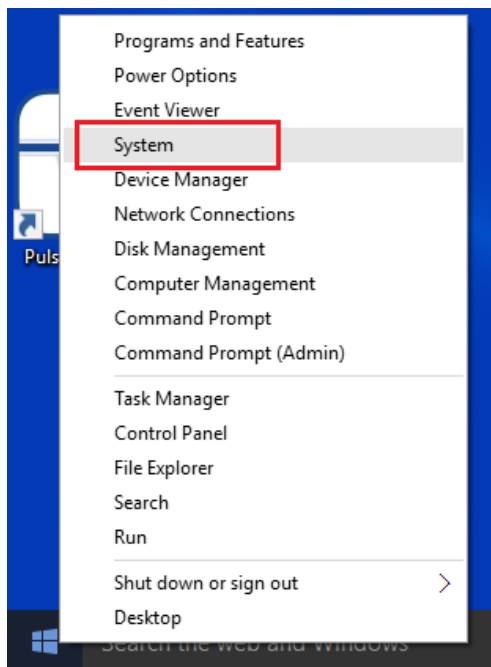 Programs and Features
Power Options
Event Viewer
System
Device Manager
Network Connections
Puls
Disk Management
Computer Management
Command Prompt
Command Prompt (Admin)
Task Manager
Control Panel
File Explorer
Search
Run
Shut down or sign out
Desktop
Search the web and Windows